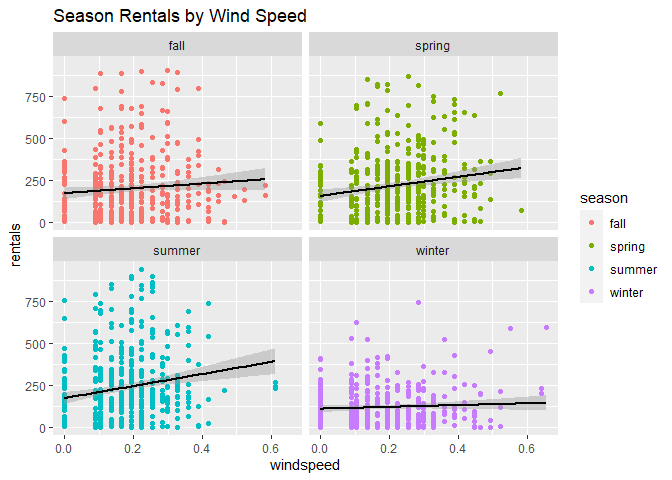 Season Rentals by Wind Speed
fall
spring
750
500
250
0
summer
winter
750
500
250
0
0.0
0.2
0.4
0.6
0.0
0.2
0.4
0.6
windspeed
rentals
season
fall
spring
summer
winter